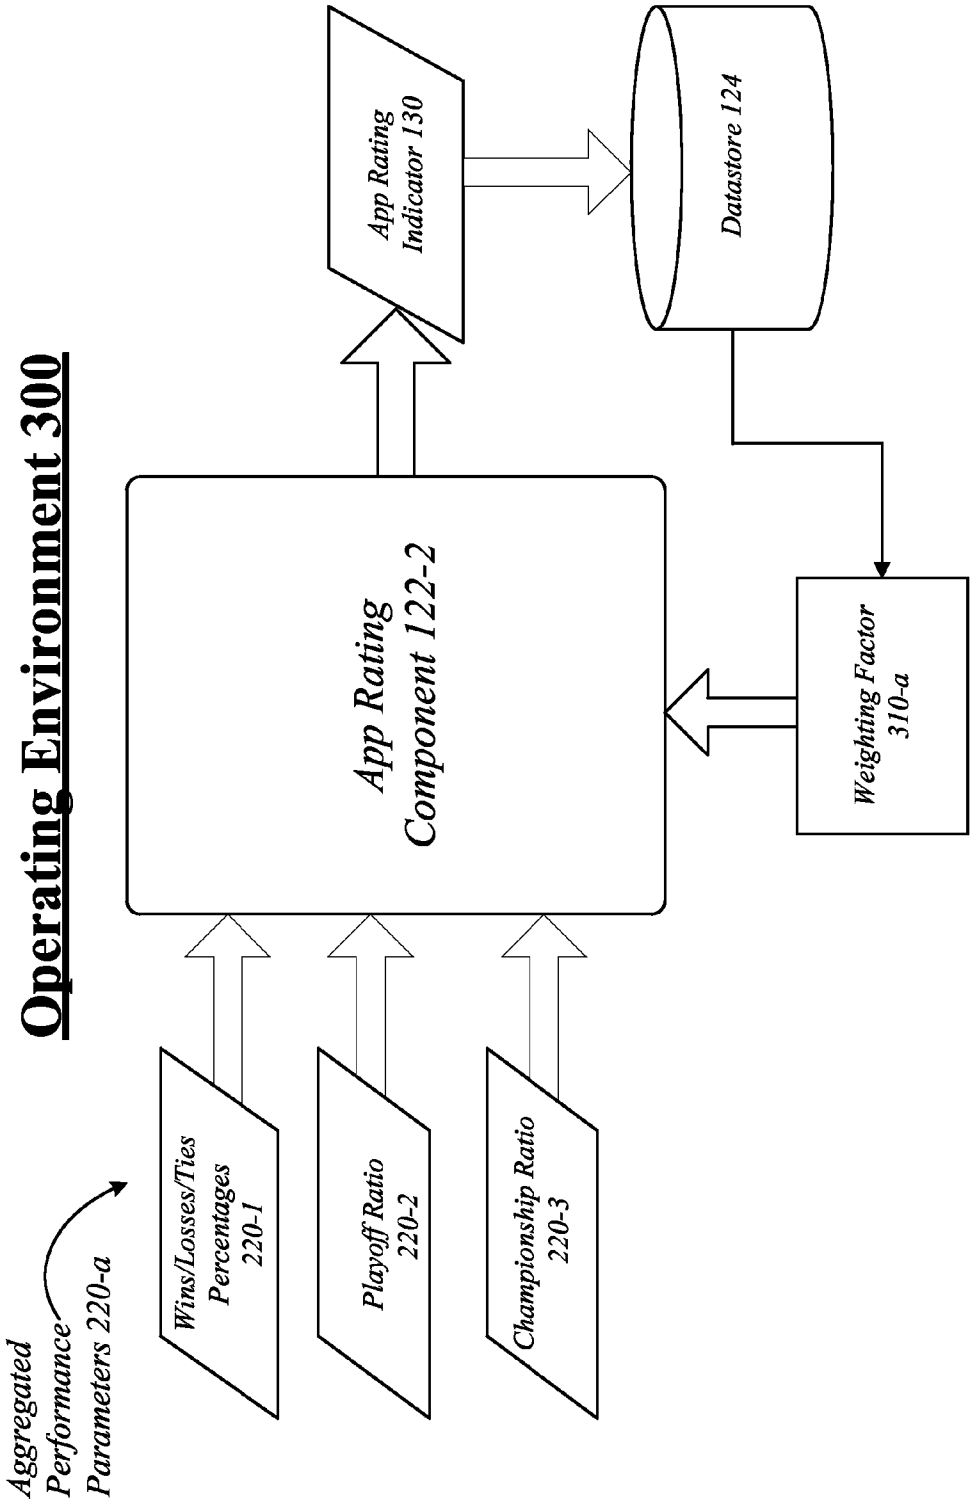 Operating Environment 300
Aggregated
Performance
Parameters 220-a
Wins/Losses/Ties
Percentages
220-1
Playoff Ratio
220-2
Championship Ratio
220-3
App Rating
Component 122-2
App Rating
Indicator 130
Datastore 124
Weighting Factor
310-a